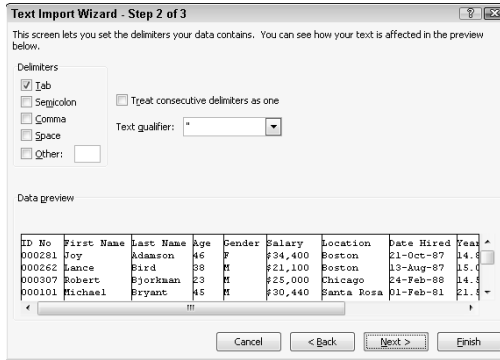 Text Import Wizard - Step 2 of 3
This screen lets you set the delimiters your data contains. You can see how your text is affected in the preview
below.
Delimiters
Tab
Semicolon
Comma
Space
Other:
Treat consecutive delimiters as one
Text qualifier: "
Data preview
ID No First Name Last Name Age Gender Salary Location Date Hired Year
000281 Joy Adamson 46 F $34,400 Boston 21-Oct-87 14.8
000262 Lance Bird 38 M $21,100 Boston 13-Aug-87 15.0
000307 Robert Bjorkman 23 M $25,000 Chicago 24-Feb-88 14.5
000101 Michael Bryant 45 M $30,440 Santa Rosa 01-Feb-81 21.5
Cancel < Back Next > Finish